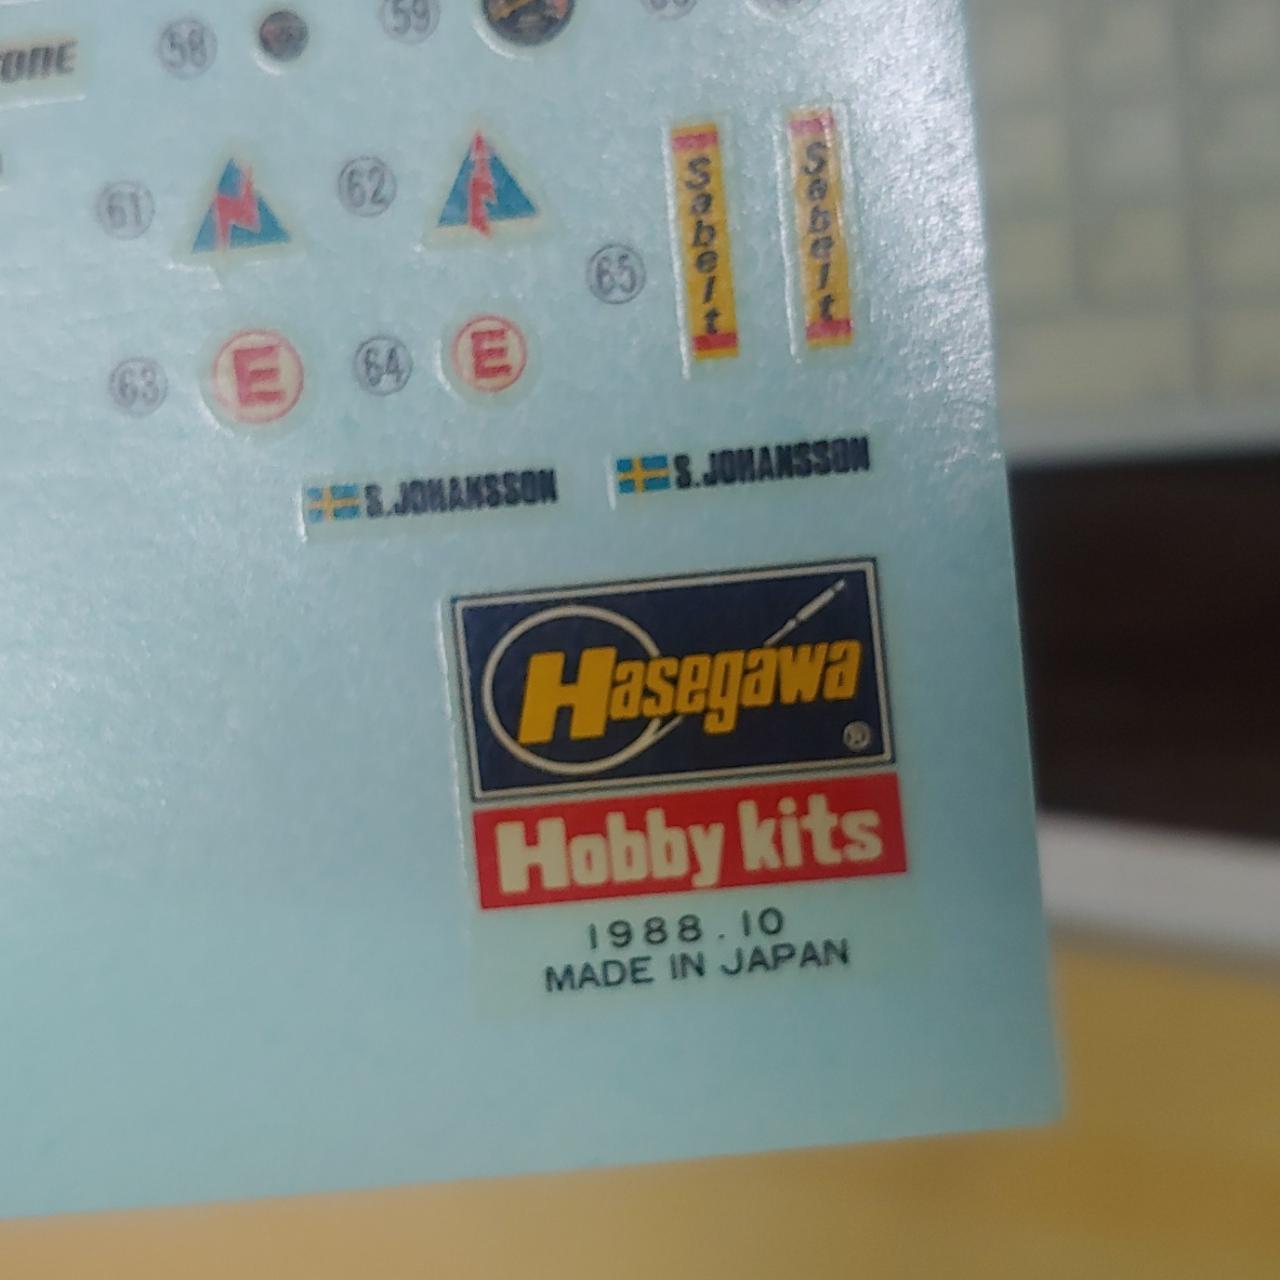 58
59
61
62
Sabelt
Sabelt
65
63
E
64
E
S.JOHANSSON
S.JOHANSSON
Hasegawa
®
Hobby kits
1988.10
MADE IN JAPAN